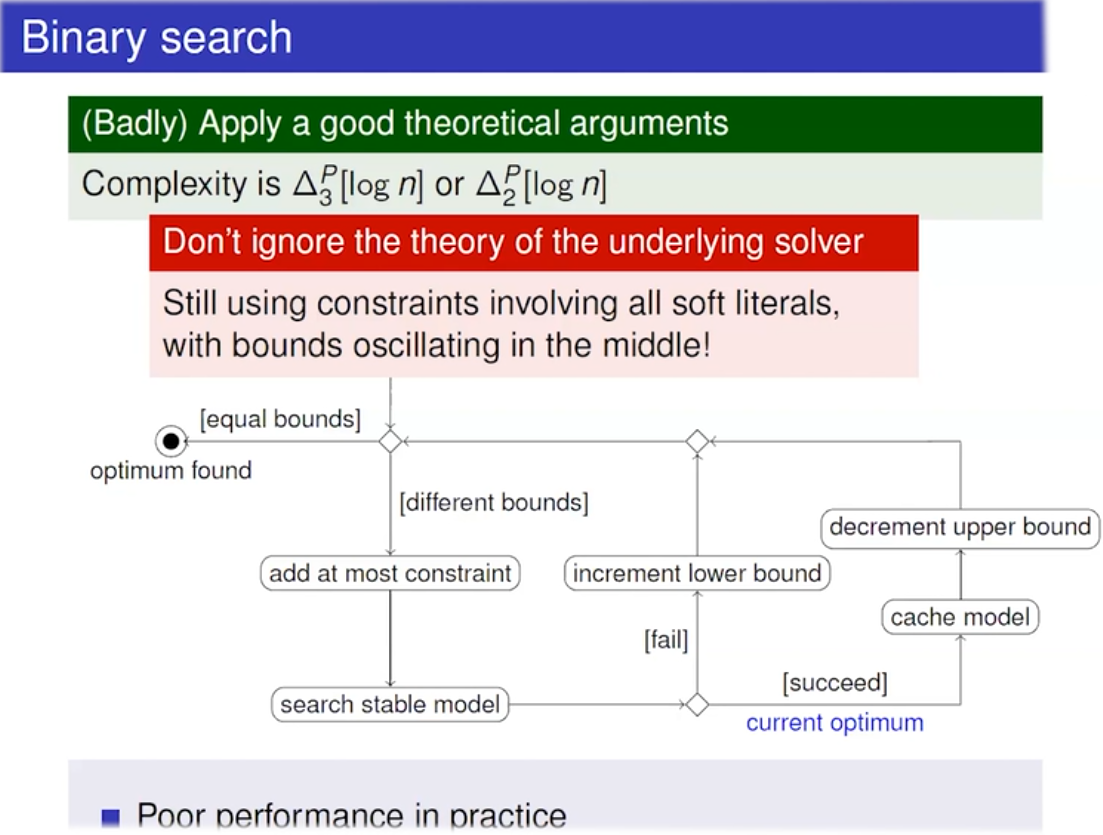 Binary search
(Badly) Apply a good theoretical arguments
Complexity is Δ₃ᴾ[log n] or Δ₂ᴾ[log n]
Don't ignore the theory of the underlying solver
Still using constraints involving all soft literals,
with bounds oscillating in the middle!
[equal bounds]
optimum found
[different bounds]
decrement upper bound
add at most constraint
increment lower bound
cache model
[fail]
[succeed]
search stable model
current optimum
Poor performance in practice